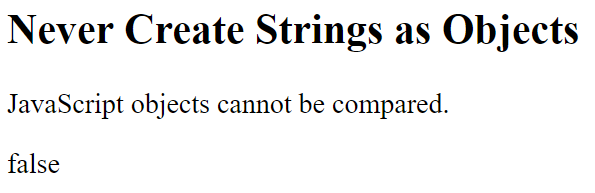 Never Create Strings as Objects
JavaScript objects cannot be compared.
false